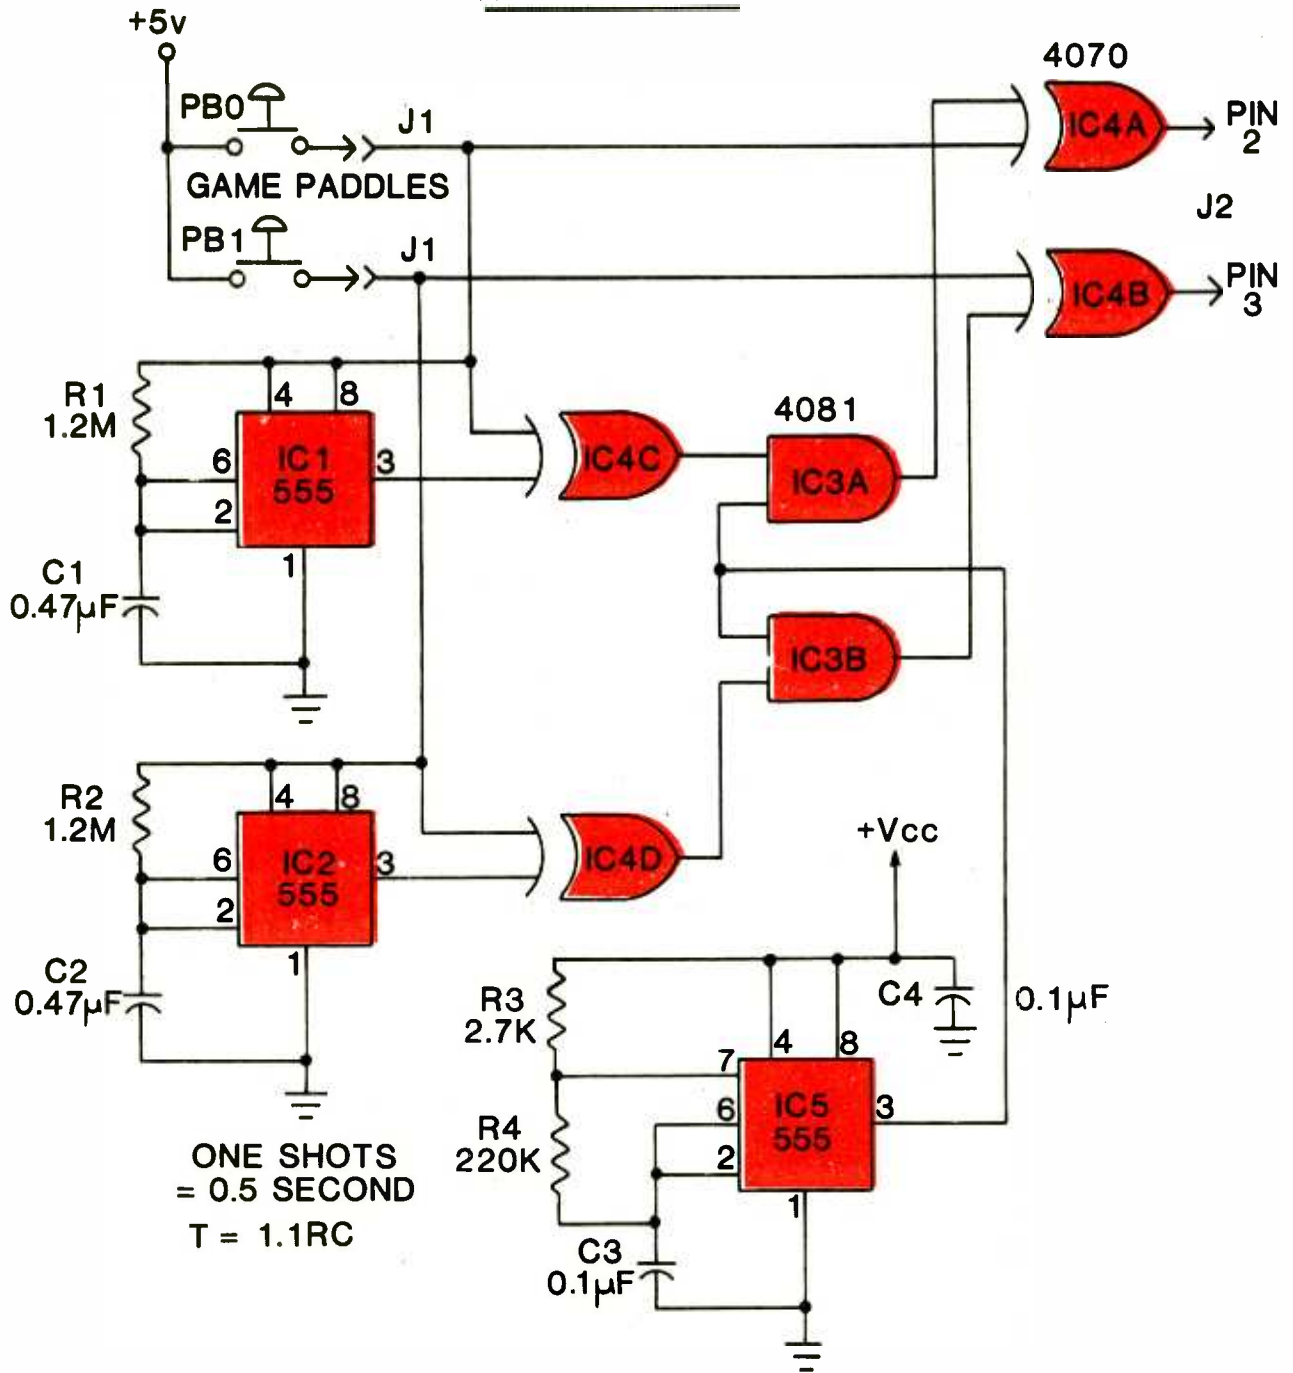 +5v
PB0
J1
GAME PADDLES
PB1
J1
4070
IC4A
PIN
2
J2
IC4B
PIN
3
R1
1.2M
4
8
6
2
IC1
555
3
1
C1
0.47µF
IC4C
4081
IC3A
IC3B
R2
1.2M
4
8
6
2
IC2
555
3
1
C2
0.47µF
IC4D
+Vcc
C4
0.1µF
R3
2.7K
R4
220K
7
6
2
4
8
IC5
555
3
1
C3
0.1µF
ONE SHOTS
= 0.5 SECOND
T = 1.1RC